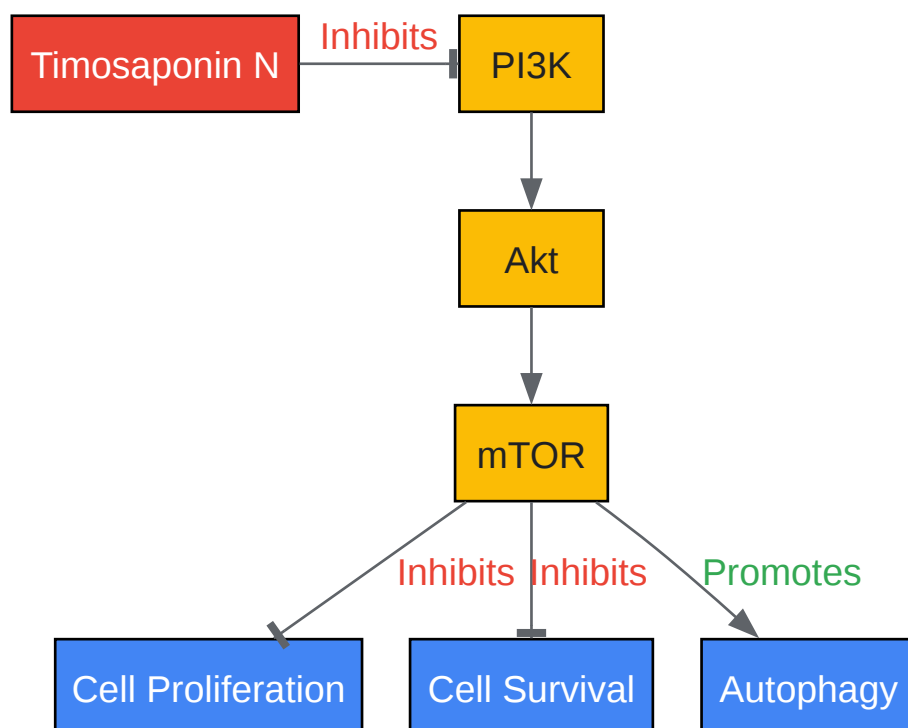 Inhibits
Timosaponin N
PI3K
Akt
mTOR
Inhibits
Inhibits
Promotes
Cell Proliferation
Cell Survival
Autophagy